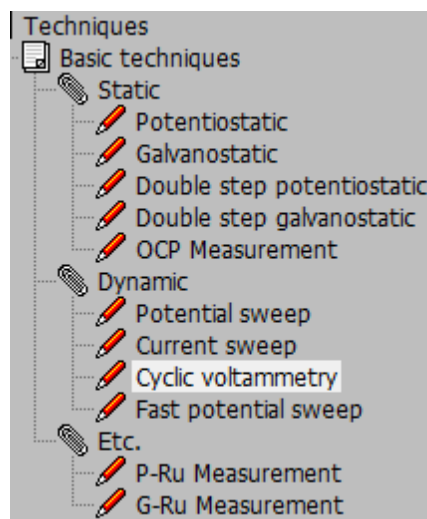 Techniques
Basic techniques
Static
Potentiostatic
Galvanostatic
Double step potentiostatic
Double step galvanostatic
OCP Measurement
Dynamic
Potential sweep
Current sweep
Cyclic voltammetry
Fast potential sweep
Etc.
P-Ru Measurement
G-Ru Measurement